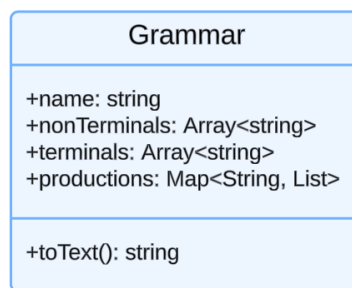 Grammar
+name: string
+nonTerminals: Array<string>
+terminals: Array<string>
+productions: Map<String, List>
+toText(): string